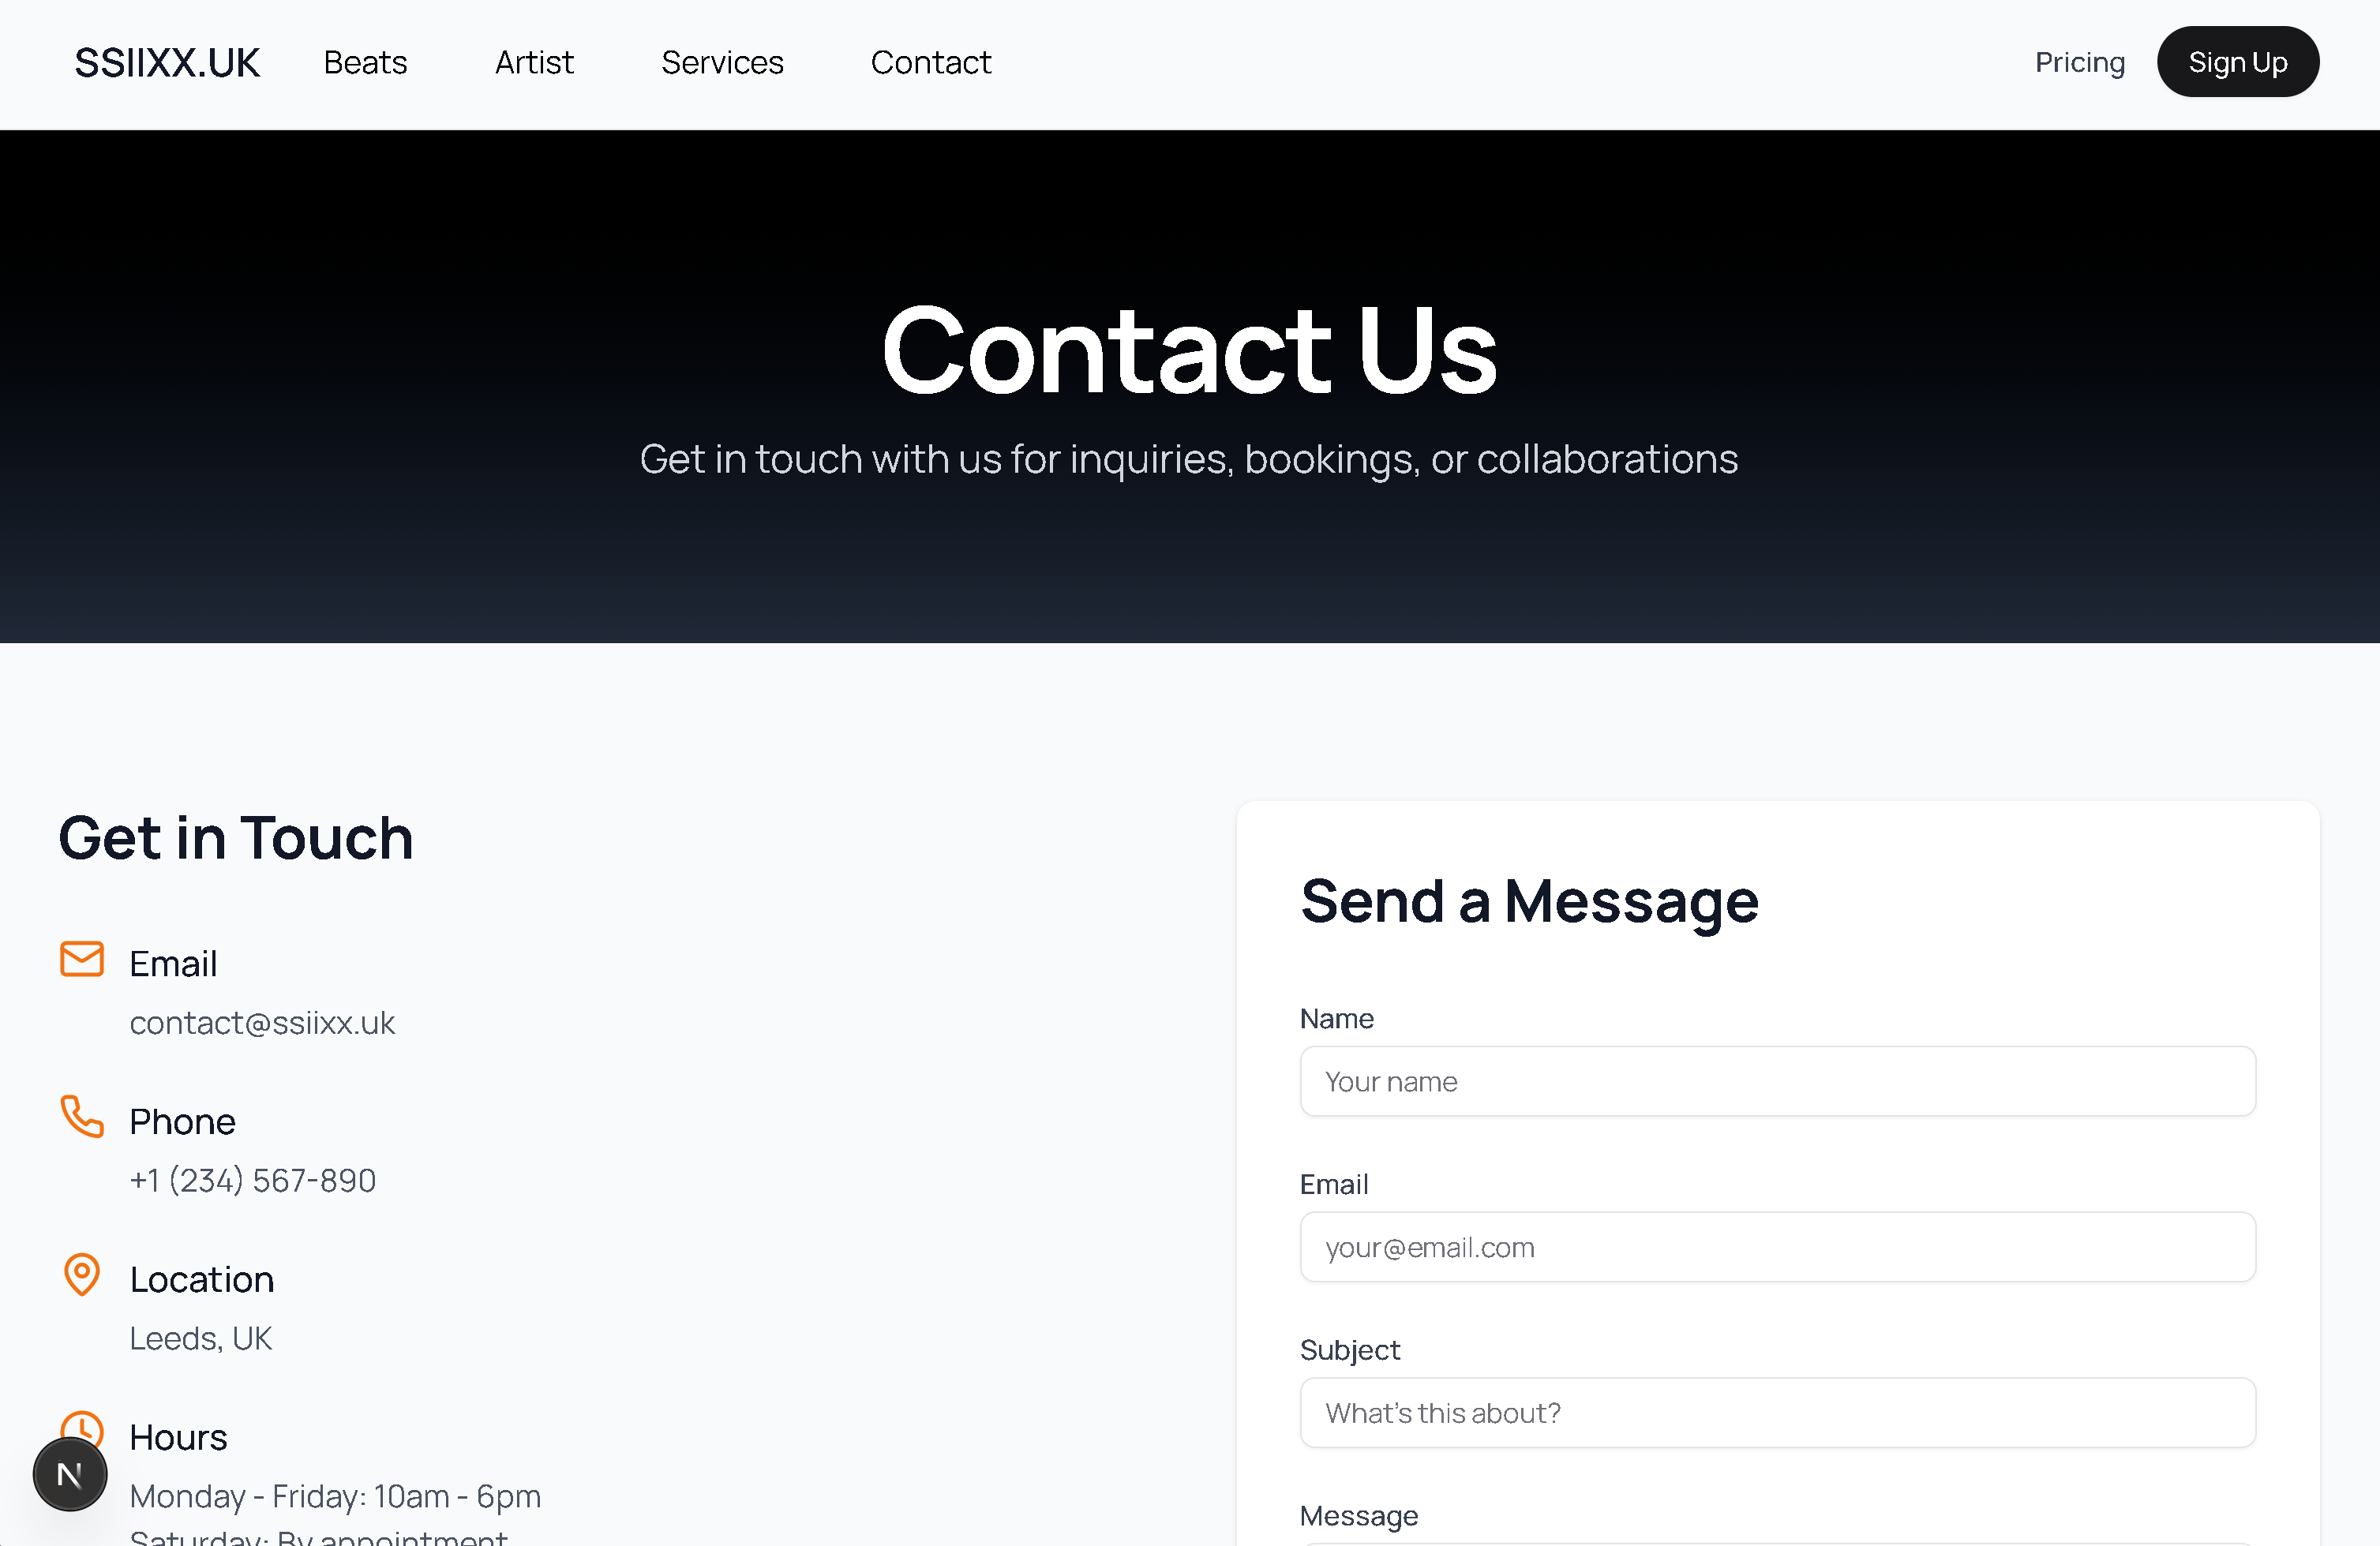 SSIIXX.UK
Beats
Artist
Services
Contact
Pricing
Sign Up
Contact Us
Get in touch with us for inquiries, bookings, or collaborations
Get in Touch
Email
contact@ssiixx.uk
Phone
+1 (234) 567-890
Location
Leeds, UK
Hours
Monday - Friday: 10am - 6pm
Saturday: By appointment
Send a Message
Name
Your name
Email
your@email.com
Subject
What's this about?
Message
N